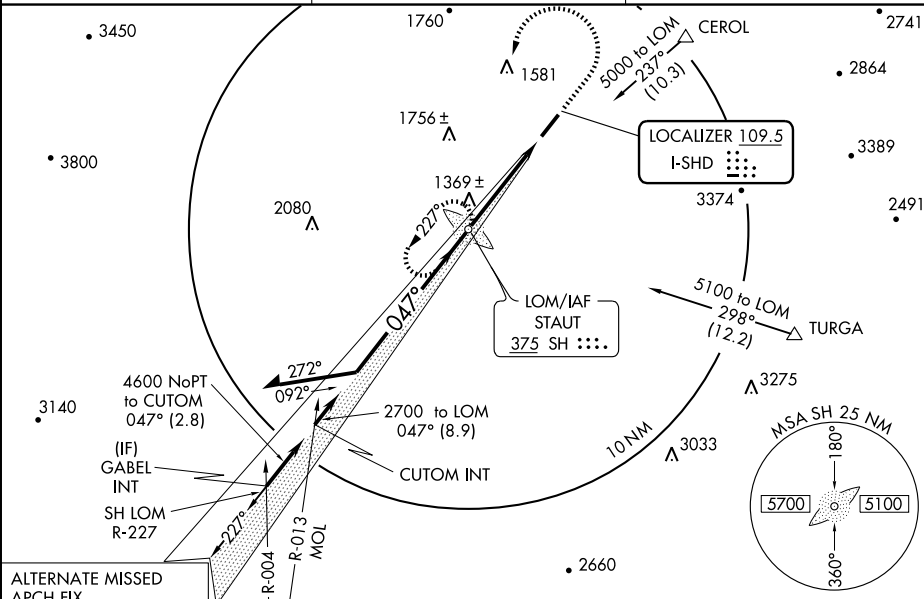 3450
1760
2741
CEROL
5000 to LOM
237°
(10.3)
1581
2864
1756 ±
LOCALIZER 109.5
I-SHD
3800
3389
1369 ±
3374
2080
227°
2491
5100 to LOM
298°
(12.2)
TURGA
LOM/IAF
STAUT
375 SH
047°
272°
092°
4600 NoPT
to CUTOM
047° (2.8)
3140
2700 to LOM
047° (8.9)
3275
(IF)
GABEL
INT
CUTOM INT
10 NM
3033
MSA SH 25 NM
180°
5700
5100
360°
SH LOM
R-227
227°
R-004
R-013
MOL
2660
ALTERNATE MISSED
APCH FIX